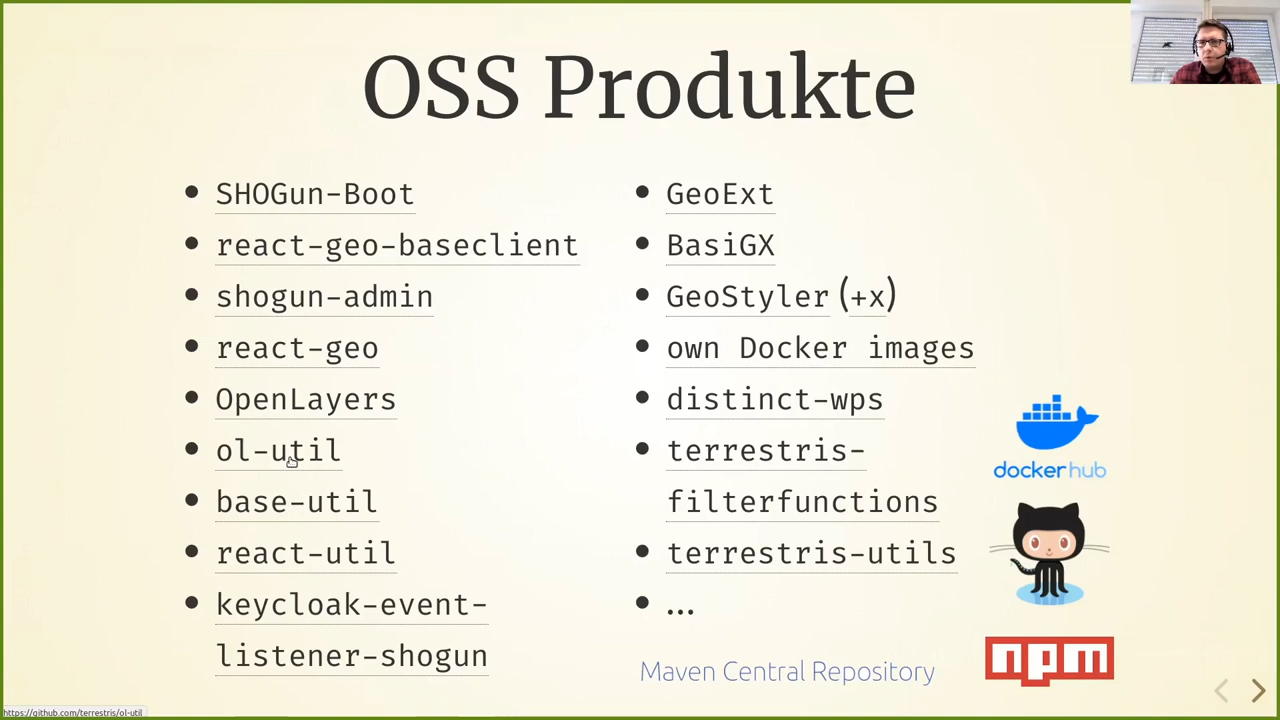 OSS Produkte
SHOGun-Boot
react-geo-baseclient
shogun-admin
react-geo
OpenLayers
ol-util
base-util
react-util
keycloak-event-
listener-shogun
GeoExt
BasiGX
GeoStyler (+x)
own Docker images
distinct-wps
terrestris-
filterfunctions
terrestris-utils
...
dockerhub
npm
Maven Central Repository
https://github.com/terrestris/ol-util